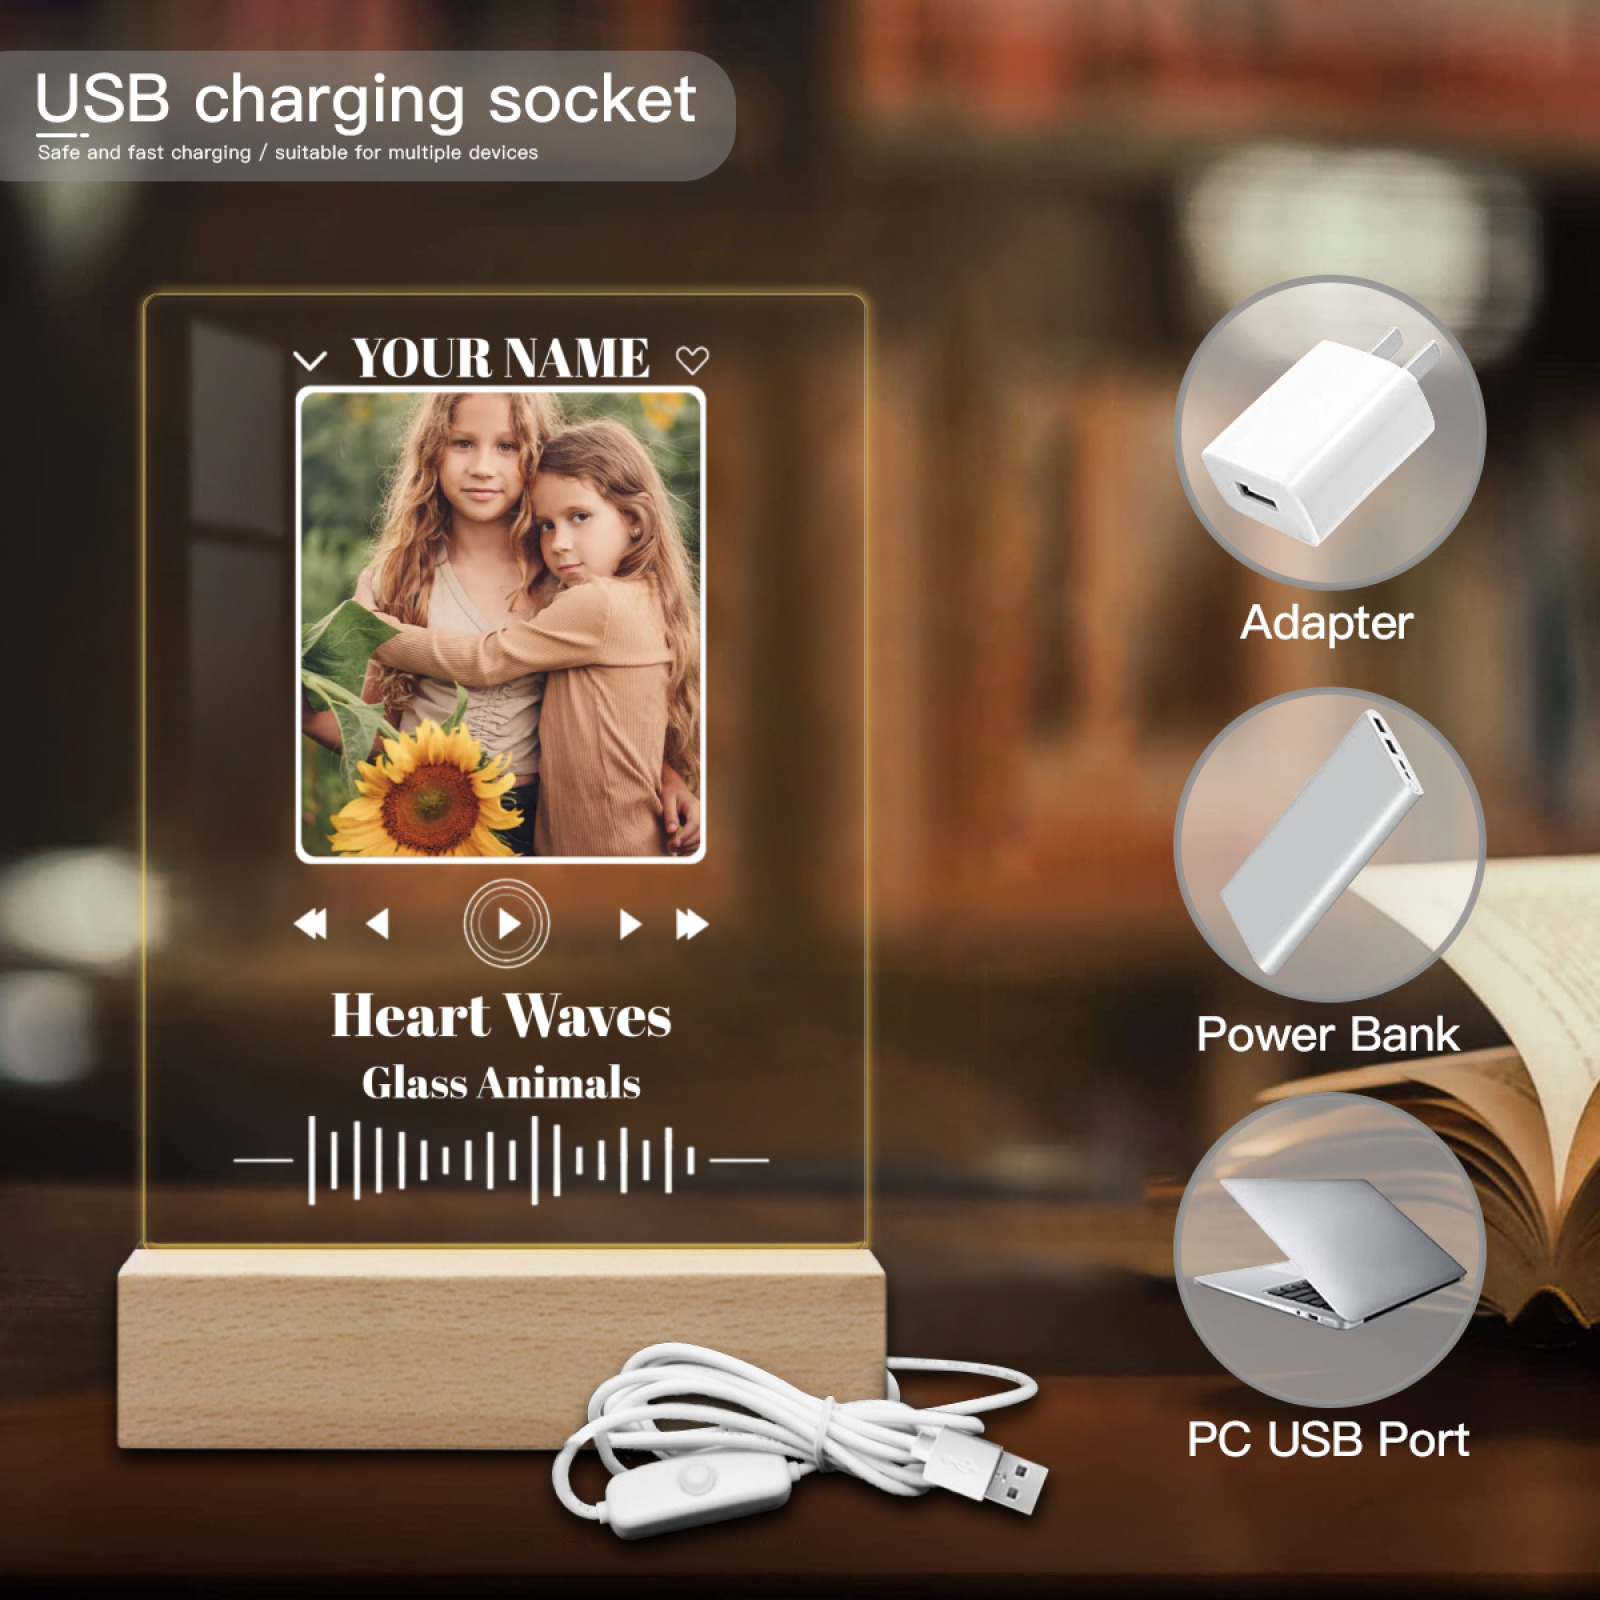 USB charging socket
Safe and fast charging / suitable for multiple devices
YOUR NAME
Heart Waves
Glass Animals
Adapter
Power Bank
PC USB Port